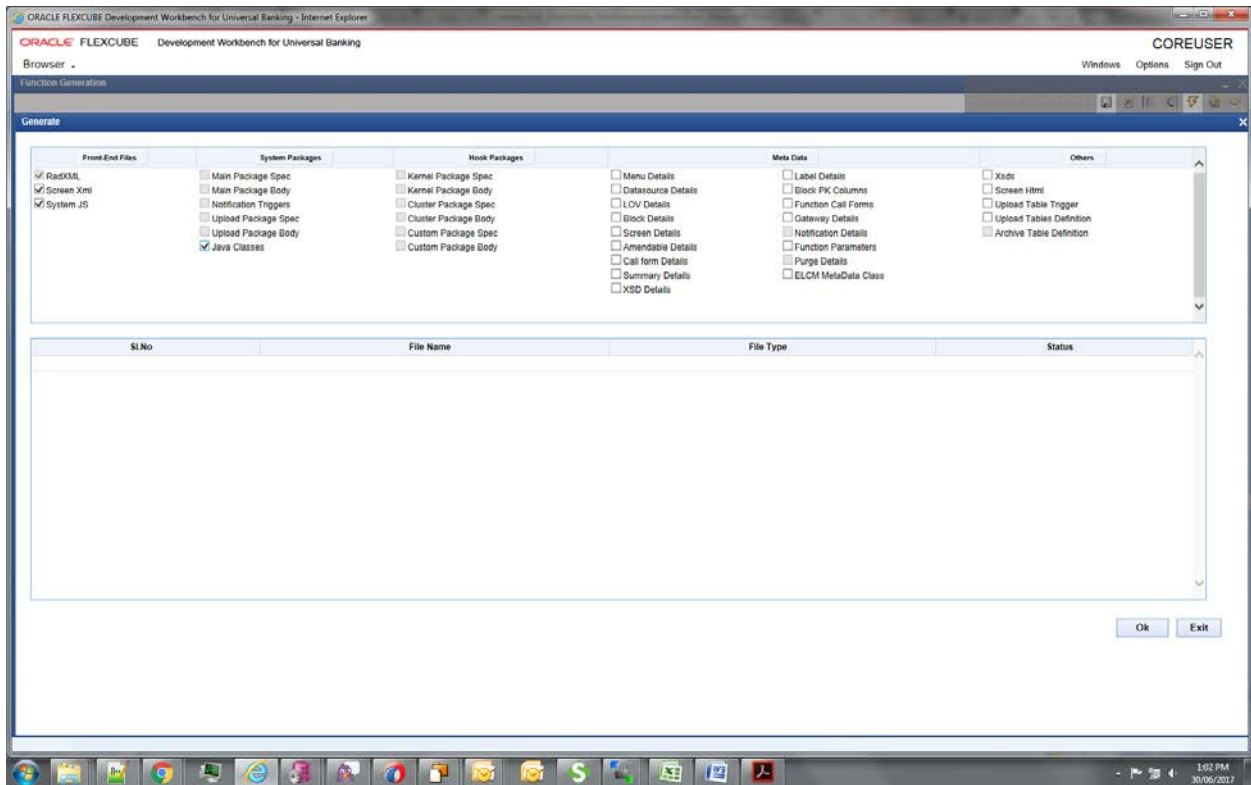 ORACLE FLEXCUBE Development Workbench for Universal Banking - Internet Explorer
ORACLE FLEXCUBE Development Workbench for Universal Banking
COREUSER
Browser
Windows Options Sign Out
Function Generation
Generate
Front-End Files System Packages Hook Packages Meta Data Others
RadXML Main Package Spec Kernel Package Spec Menu Details Label Details Xsds
Screen Xml Main Package Body Kernel Package Body Datasource Details Block PK Columns Screen Html
System JS Notification Triggers Cluster Package Spec LOV Details Function Call Forms Upload Table Trigger
Upload Package Spec Cluster Package Body Block Details Gateway Details Upload Tables Definition
Upload Package Body Custom Package Spec Screen Details Notification Details Archive Table Definition
Java Classes Custom Package Body Amendable Details Function Parameters
Call form Details Purge Details
Summary Details ELCM MetaData Class
XSD Details
Sl.No File Name File Type Status
Ok Exit
1:02 PM
30/06/2017